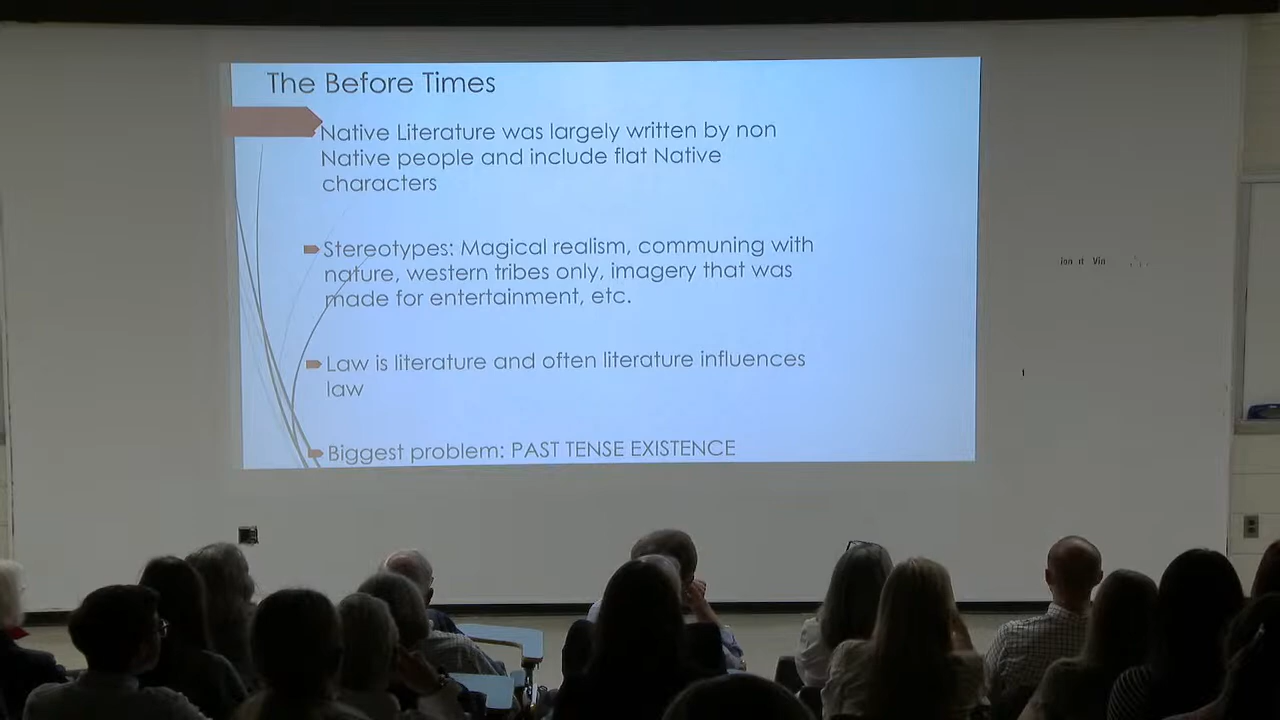 The Before Times
Native Literature was largely written by non
Native people and include flat Native
characters
Stereotypes: Magical realism, communing with
nature, western tribes only, imagery that was
made for entertainment, etc.
Law is literature and often literature influences
law
Biggest problem: PAST TENSE EXISTENCE